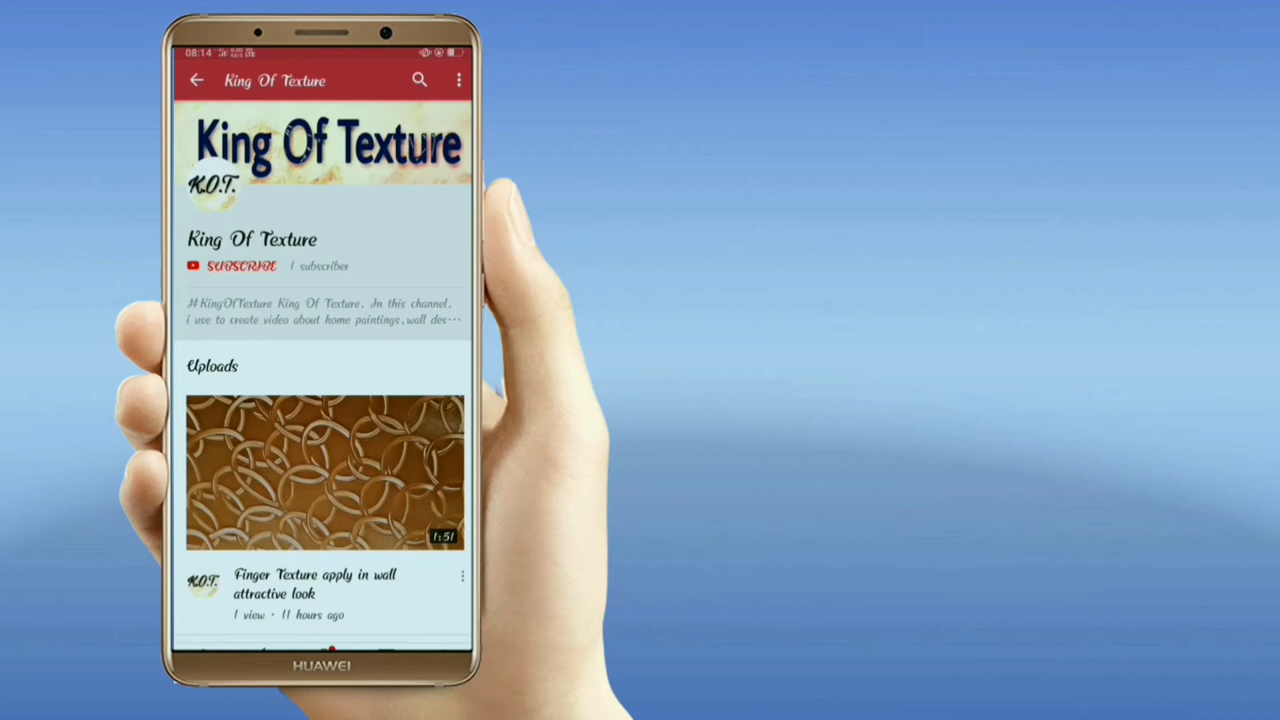 08:14
King Of Texture
King Of Texture
K.O.T.
King Of Texture
SUBSCRIBE 1 subscriber
#KingOfTexture King Of Texture. In this channel.
i use to create video about home paintings,wall des...
Uploads
1:51
K.O.T.
Finger Texture apply in wall
attractive look
1 view · 11 hours ago
HUAWEI